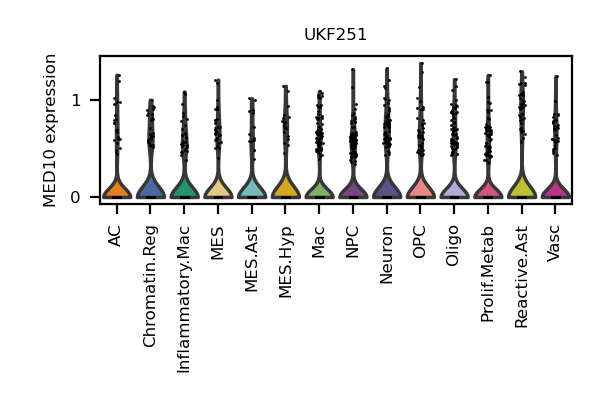 UKF251
MED10 expression
1
0
AC
Chromatin.Reg
Inflammatory.Mac
MES
MES.Ast
MES.Hyp
Mac
NPC
Neuron
OPC
Oligo
Prolif.Metab
Reactive.Ast
Vasc